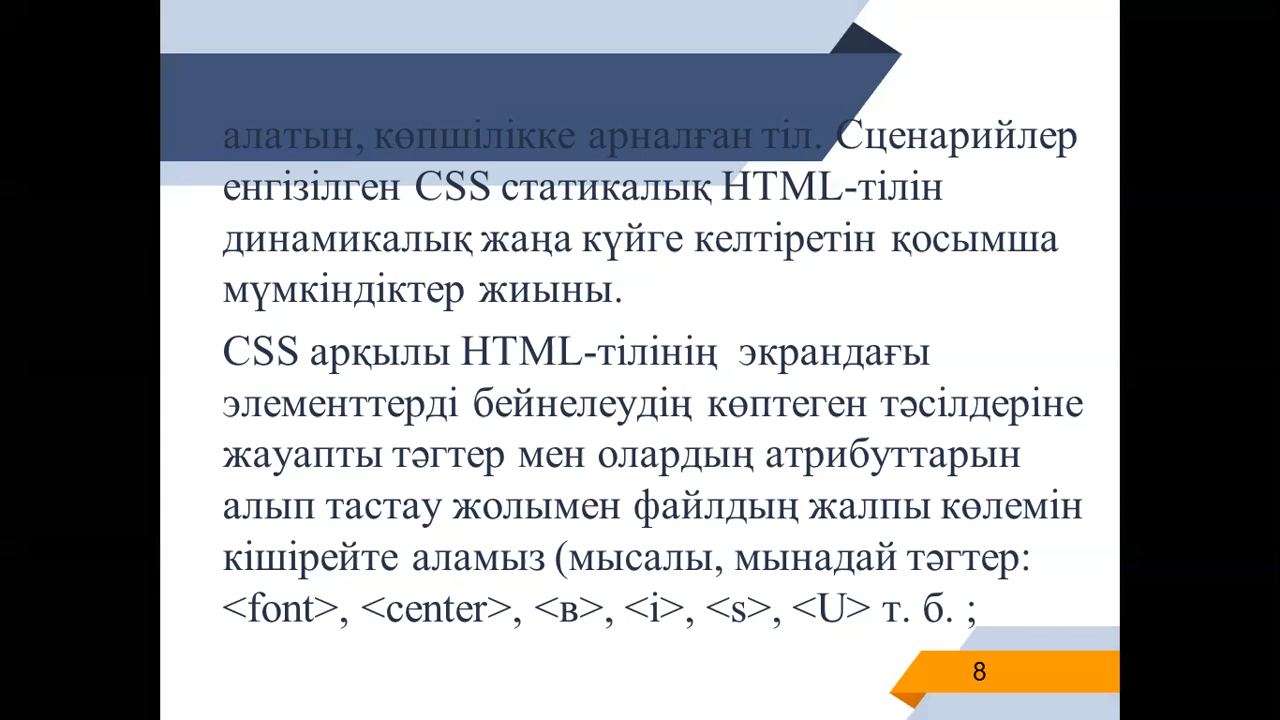 алатын, көпшілікке арналған тіл. Сценарийлер
енгізілген CSS статикалық HTML-тілін
динамикалық жаңа күйге келтіретін қосымша
мүмкіндіктер жиыны.
CSS арқылы HTML-тілінің экрандағы
элементтерді бейнелеудің көптеген тәсілдеріне
жауапты тәгтер мен олардың атрибуттарын
алып тастау жолымен файлдың жалпы көлемін
кішірейте аламыз (мысалы, мынадай тәгтер:
<font>, <center>, <в>, <i>, <s>, <U> т. б. ;
8